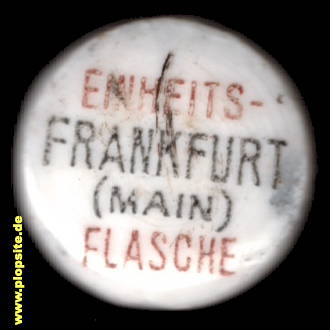 EINHEITS-
FRANKFURT
(MAIN)
FLASCHE
www.plopsite.de